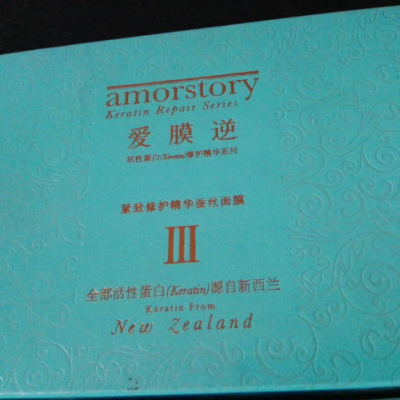 amorstory
Keratin Repair Series
爱膜逆
活性蛋白(Keratin)修护精华系列
紧致修护精华蚕丝面膜
III
全部活性蛋白(Keratin)源自新西兰
Keratin From
New Zealand